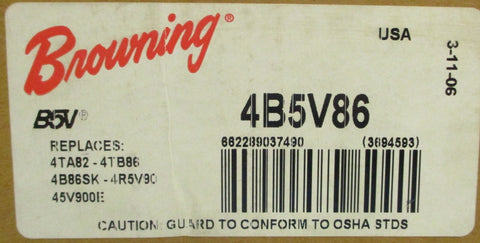 Browning®
USA
3-11-06
B5V®
4B5V86
REPLACES:
4TA82 - 4TB86
4B86SK - 4R5V90
45V900E
662289037490 (3694593)
CAUTION: GUARD TO CONFORM TO OSHA STDS